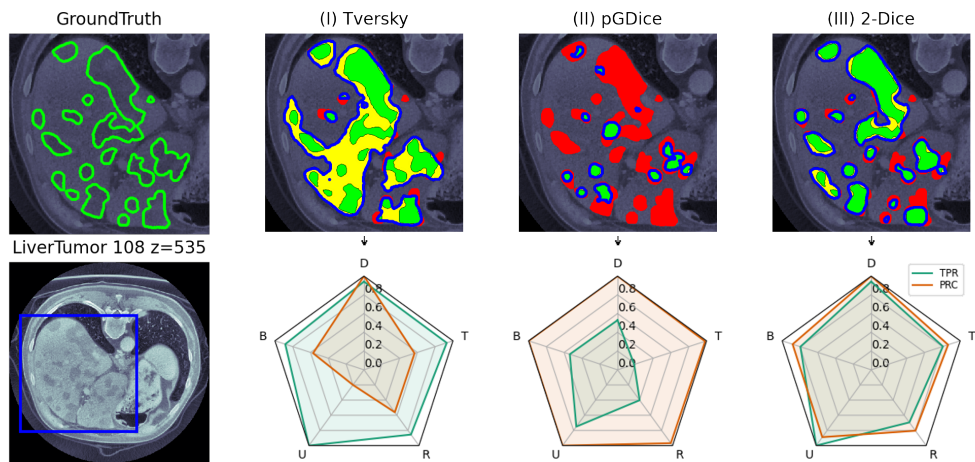 GroundTruth
(I) Tversky
(II) pGDice
(III) 2-Dice
LiverTumor 108 z=535
D
T
R
U
B
0.8
0.6
0.4
0.2
0.0
D
T
R
U
B
0.8
0.6
0.4
0.2
0.0
D
T
R
U
B
0.8
0.6
0.4
0.2
0.0
TPR
PRC